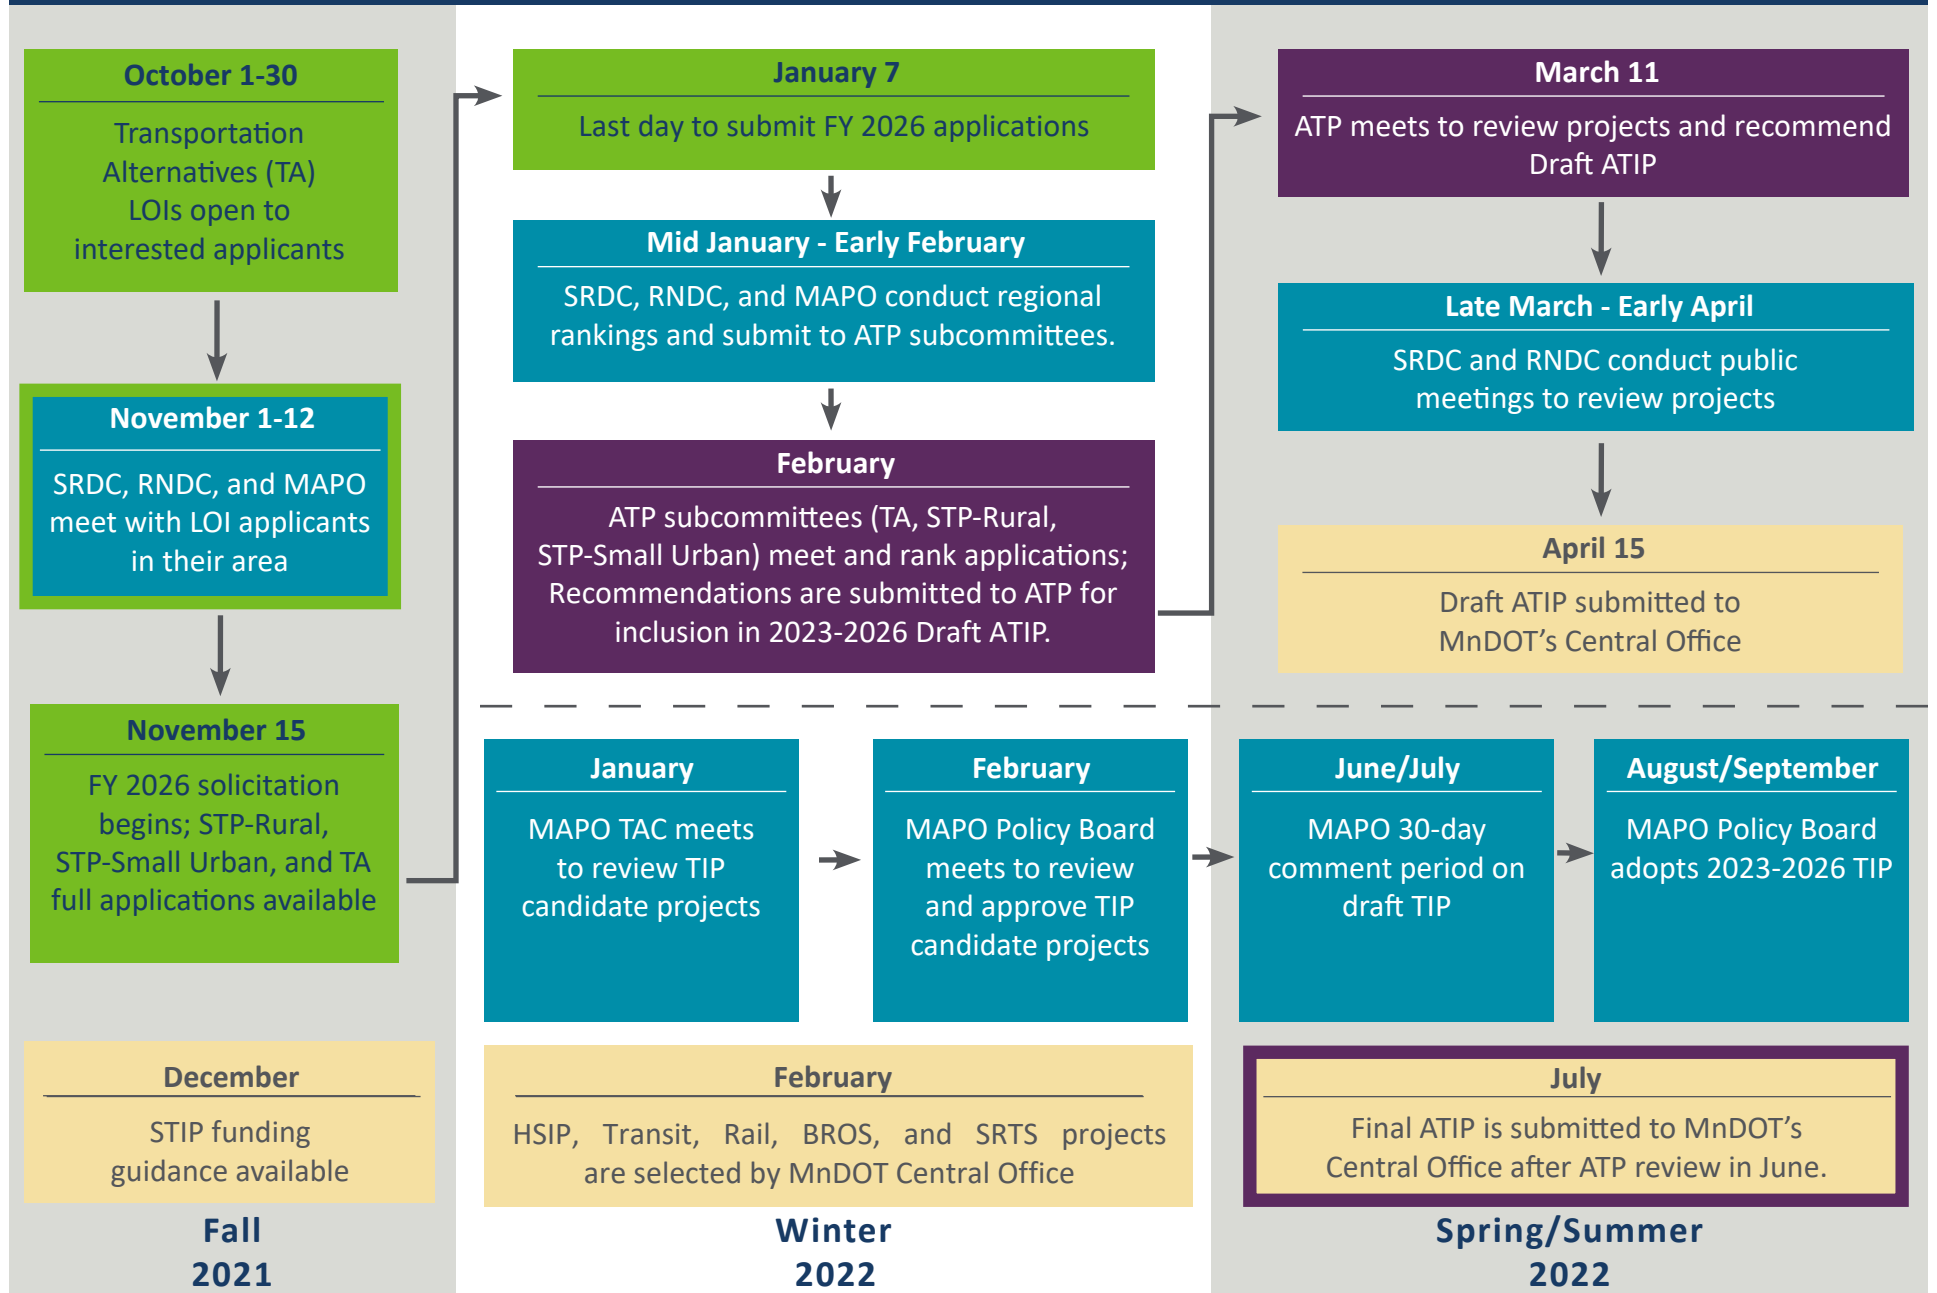 October 1-30
Transportation
Alternatives (TA)
LOIs open to
interested applicants
November 1-12
SRDC, RNDC, and MAPO
meet with LOI applicants
in their area
November 15
FY 2026 solicitation
begins; STP-Rural,
STP-Small Urban, and TA
full applications available
December
STIP funding
guidance available
Fall
2021
January 7
Last day to submit FY 2026 applications
Mid January - Early February
SRDC, RNDC, and MAPO conduct regional
rankings and submit to ATP subcommittees.
February
ATP subcommittees (TA, STP-Rural,
STP-Small Urban) meet and rank applications;
Recommendations are submitted to ATP for
inclusion in 2023-2026 Draft ATIP.
March 11
ATP meets to review projects and recommend
Draft ATIP
Late March - Early April
SRDC and RNDC conduct public
meetings to review projects
April 15
Draft ATIP submitted to
MnDOT’s Central Office
January
MAPO TAC meets
to review TIP
candidate projects
February
MAPO Policy Board
meets to review
and approve TIP
candidate projects
June/July
MAPO 30-day
comment period on
draft TIP
August/September
MAPO Policy Board
adopts 2023-2026 TIP
February
HSIP, Transit, Rail, BROS, and SRTS projects
are selected by MnDOT Central Office
Winter
2022
July
Final ATIP is submitted to MnDOT’s
Central Office after ATP review in June.
Spring/Summer
2022